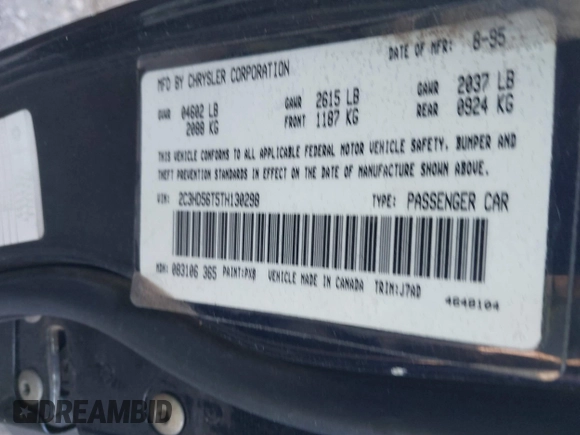 MFD BY CHRYSLER CORPORATION DATE OF MFR: 8-95
GVWR 04602 LB GAWR 2615 LB GAWR 2037 LB
2088 KG FRONT 1187 KG REAR 0924 KG
THIS VEHICLE CONFORMS TO ALL APPLICABLE FEDERAL MOTOR VEHICLE SAFETY, BUMPER AND
THEFT PREVENTION STANDARDS IN EFFECT ON THE DATE OF MANUFACTURE SHOWN ABOVE.
VIN: 2C3HD56T5TH130298 TYPE: PASSENGER CAR
MDH: 083106 365 PAINT:PX8 VEHICLE MADE IN CANADA TRIM:J7AD
4648104
DREAMBID